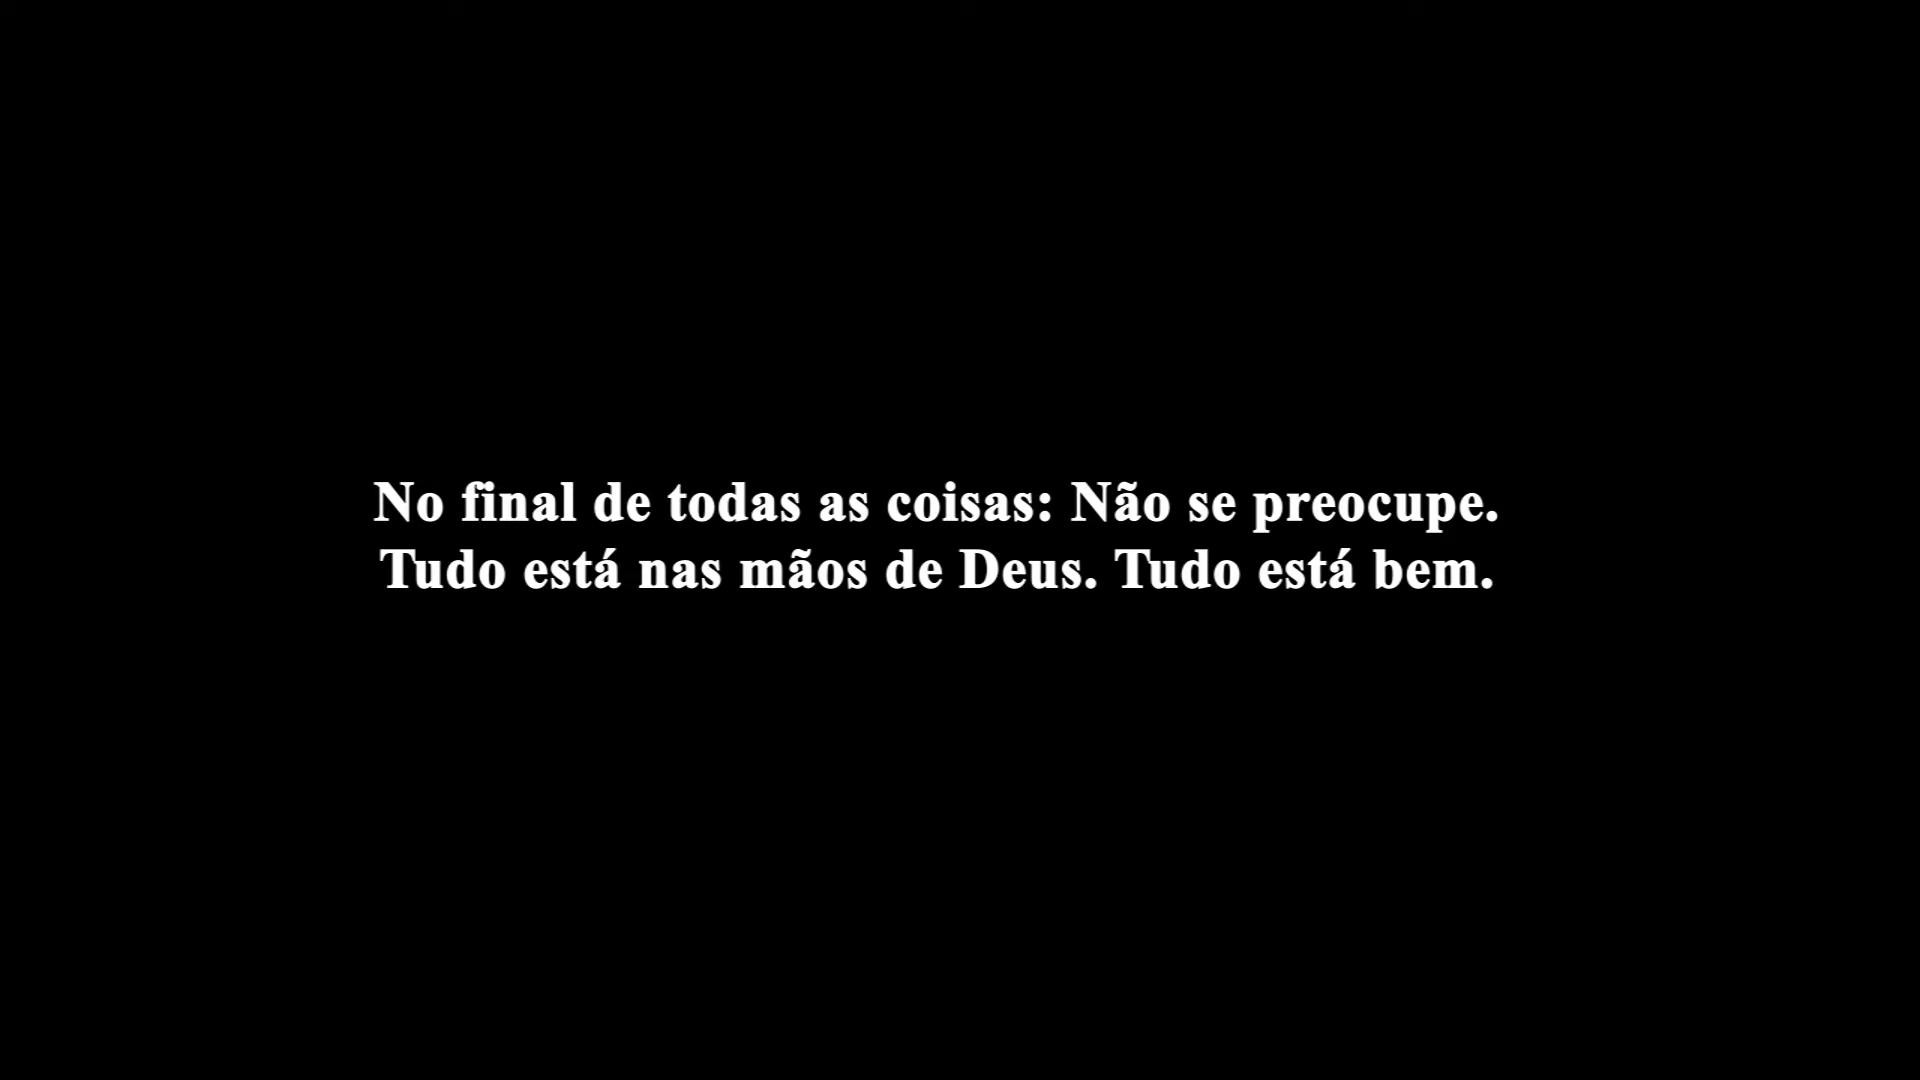 No final de todas as coisas: Não se preocupe.
Tudo está nas mãos de Deus. Tudo está bem.